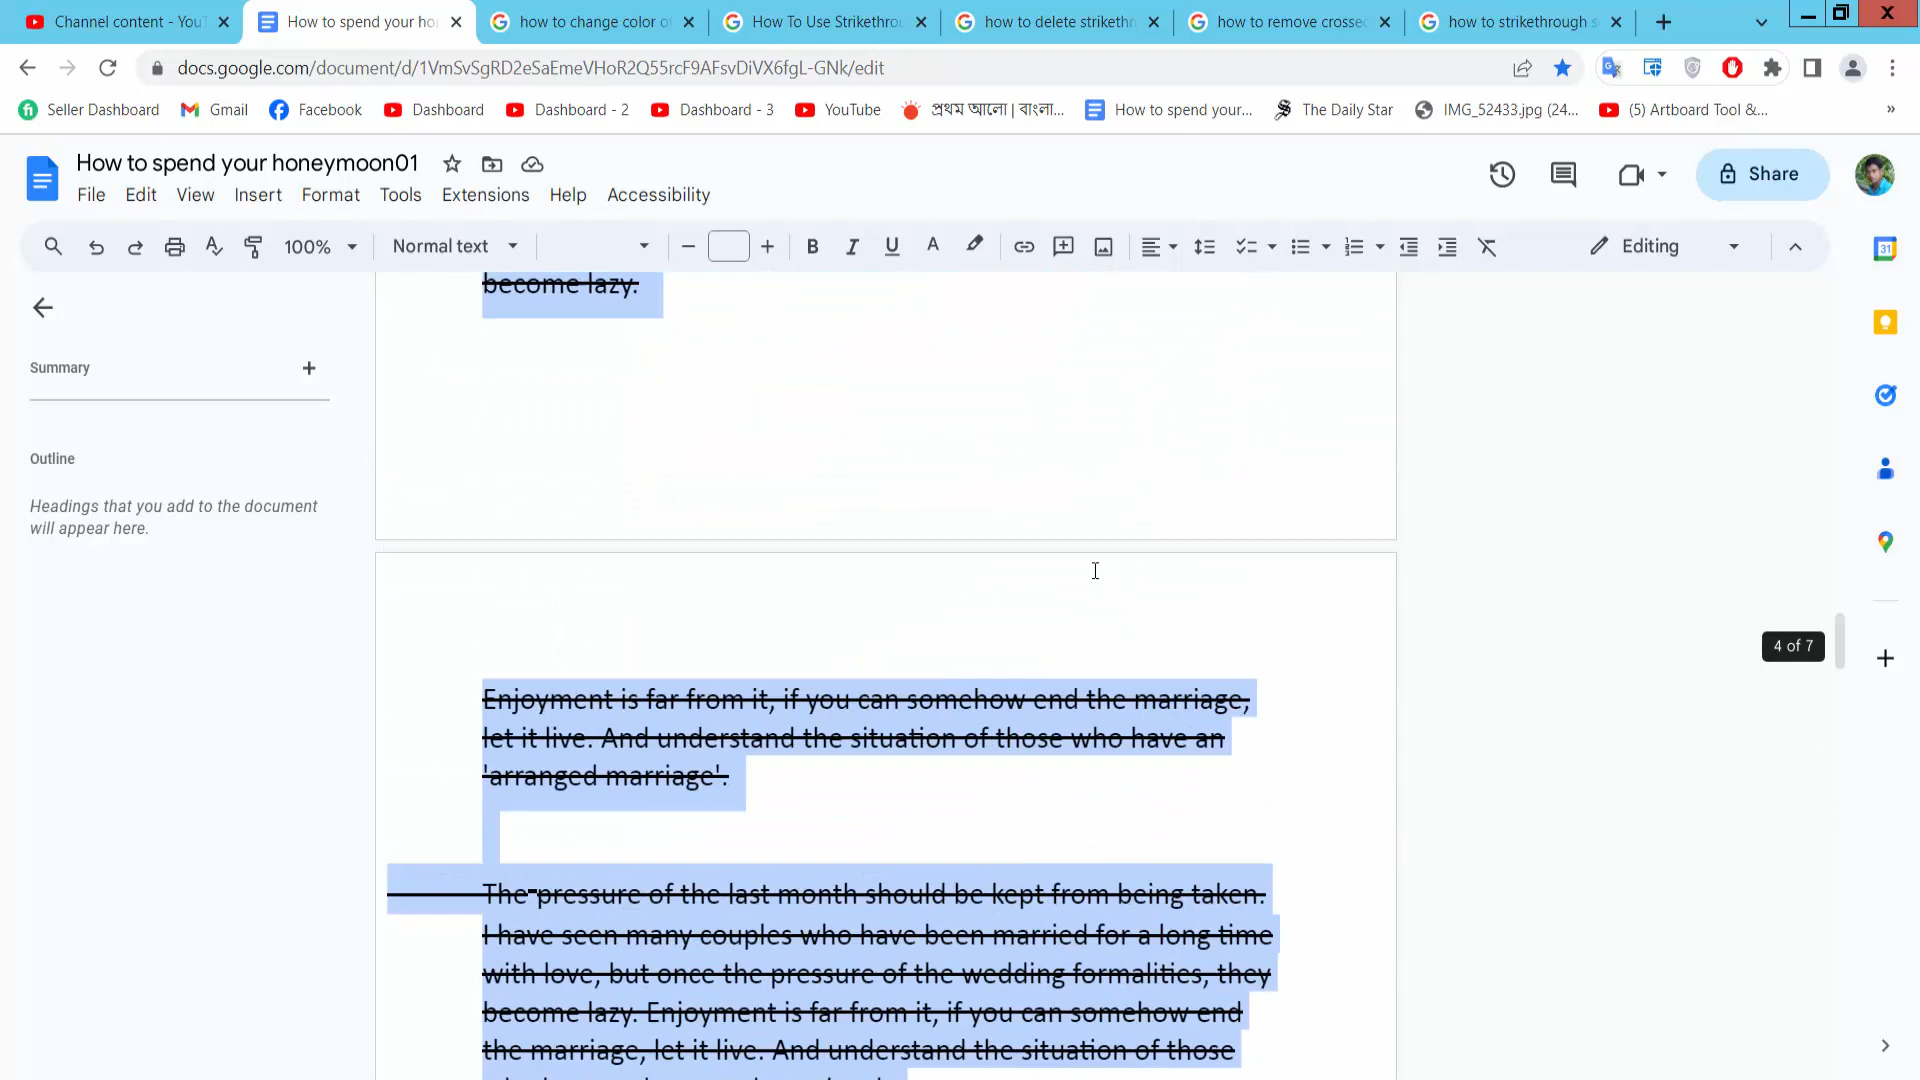 Channel content - You
How to spend your ho
how to change color o
How To Use Strikethro
how to delete strikethr
how to remove crosse
how to strikethrough s
docs.google.com/document/d/1VmSvSgRD2eSaEmeVHoR2Q55rcF9AFsvDiVX6fgL-GNk/edit
Seller Dashboard
Gmail
Facebook
Dashboard
Dashboard - 2
Dashboard - 3
YouTube
প্রথম আলো | বাংলা...
How to spend your...
The Daily Star
IMG_52433.jpg (24...
(5) Artboard Tool &...
How to spend your honeymoon01
Share
File Edit View Insert Format Tools Extensions Help Accessibility
100%
Normal text
Editing
31
become lazy.
Summary
Outline
Headings that you add to the document
will appear here.
4 of 7
Enjoyment is far from it, if you can somehow end the marriage,
let it live. And understand the situation of those who have an
'arranged marriage'.
The pressure of the last month should be kept from being taken.
I have seen many couples who have been married for a long time
with love, but once the pressure of the wedding formalities, they
become lazy. Enjoyment is far from it, if you can somehow end
the marriage, let it live. And understand the situation of those